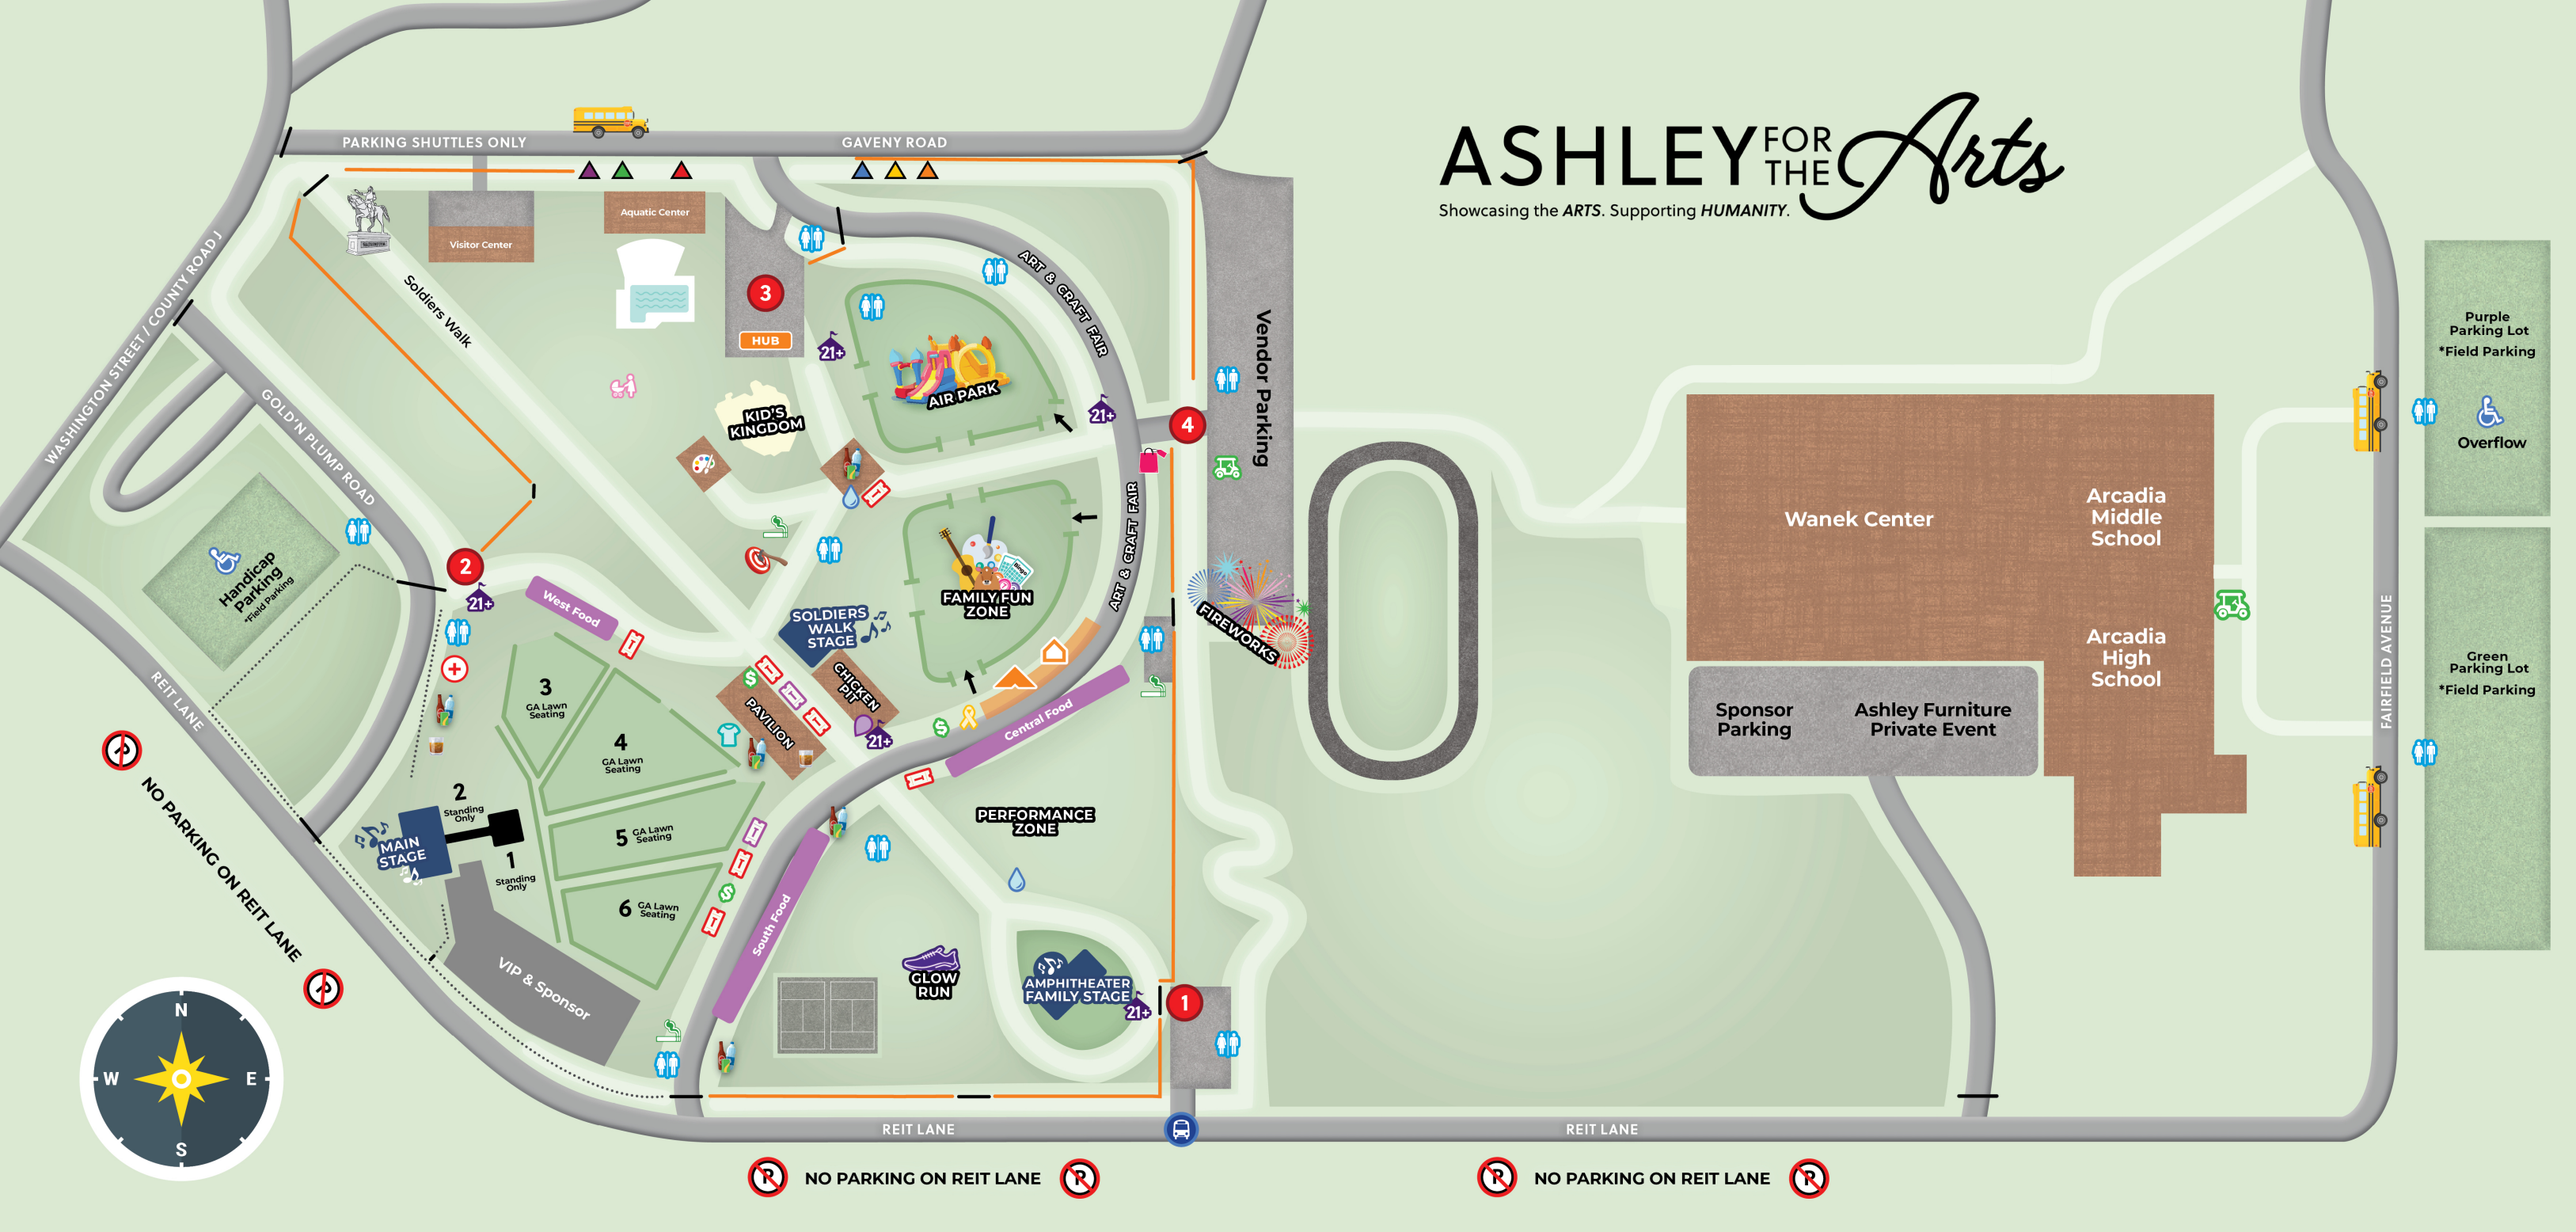 ASHLEY FOR THE Arts
Showcasing the ARTS. Supporting HUMANITY.
PARKING SHUTTLES ONLY
GAVENY ROAD
WASHINGTON STREET / COUNTY ROAD J
GOLD'N PLUMP ROAD
Soldiers Walk
Visitor Center
Aquatic Center
3
HUB
21+
ART & CRAFT FAIR
AIR PARK
21+
4
Vendor Parking
KID'S
KINGDOM
Handicap
Parking
*Field Parking
2
21+
West Food
SOLDIERS
WALK
STAGE
Bingo
FAMILY FUN
ZONE
ART & CRAFT FAIR
FIREWORKS
CHICKEN
PIT
21+
PAVILION
$
$
Central Food
3
GA Lawn
Seating
4
GA Lawn
Seating
5
GA Lawn
Seating
6
GA Lawn
Seating
2
Standing
Only
1
Standing
Only
MAIN
STAGE
VIP & Sponsor
$
South Food
PERFORMANCE
ZONE
GLOW
RUN
AMPHITHEATER
FAMILY STAGE
21+
1
REIT LANE
P
NO PARKING ON REIT LANE
P
N
W
E
S
REIT LANE
REIT LANE
P
NO PARKING ON REIT LANE
P
P
NO PARKING ON REIT LANE
P
Wanek Center
Arcadia
Middle
School
Arcadia
High
School
Sponsor
Parking
Ashley Furniture
Private Event
FAIRFIELD AVENUE
Purple
Parking Lot
*Field Parking
Overflow
Green
Parking Lot
*Field Parking